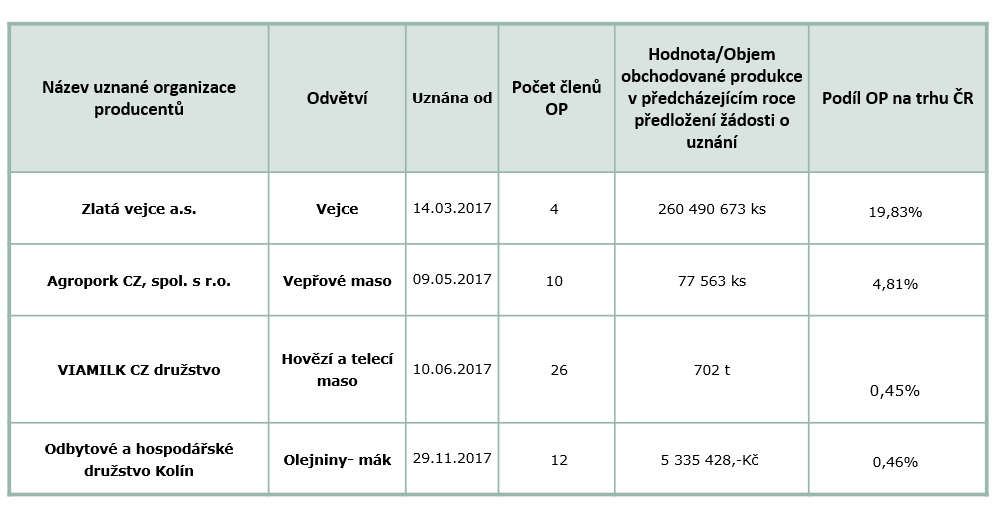 Název uznané organizace
producentů
Odvětví
Uznána od
Počet členů
OP
Hodnota/Objem
obchodované produkce
v předcházejícím roce
předložení žádosti o
uznání
Podíl OP na trhu ČR
Zlatá vejce a.s.
Vejce
14.03.2017
4
260 490 673 ks
19,83%
Agropork CZ, spol. s r.o.
Vepřové maso
09.05.2017
10
77 563 ks
4,81%
VIAMILK CZ družstvo
Hovězí a telecí
maso
10.06.2017
26
702 t
0,45%
Odbytové a hospodářské
družstvo Kolín
Olejniny- mák
29.11.2017
12
5 335 428,-Kč
0,46%